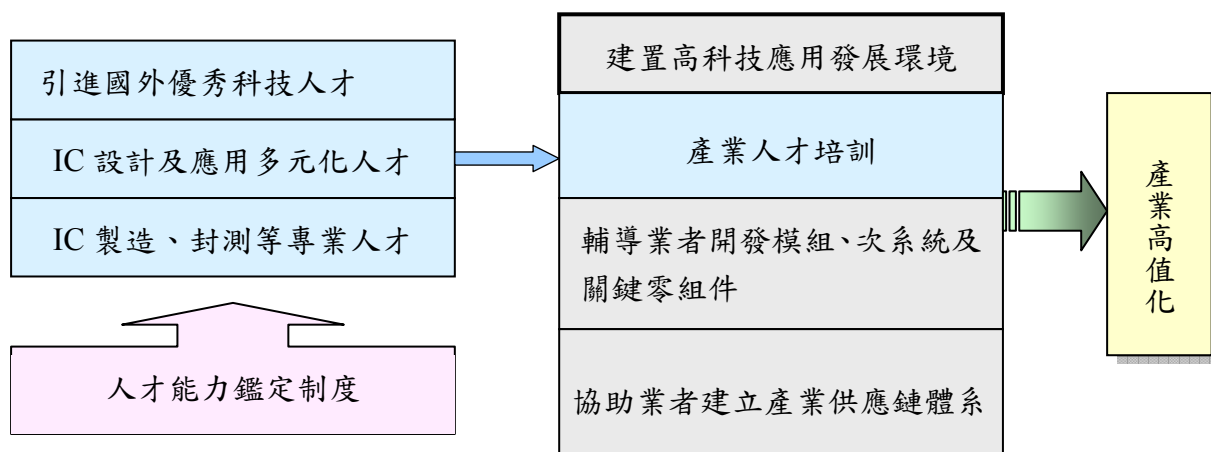 引進國外優秀科技人才
IC 設計及應用多元化人才
IC 製造、封測等專業人才
人才能力鑑定制度
建置高科技應用發展環境
產業人才培訓
輔導業者開發模組、次系統及
關鍵零組件
協助業者建立產業供應鏈體系
產業高值化